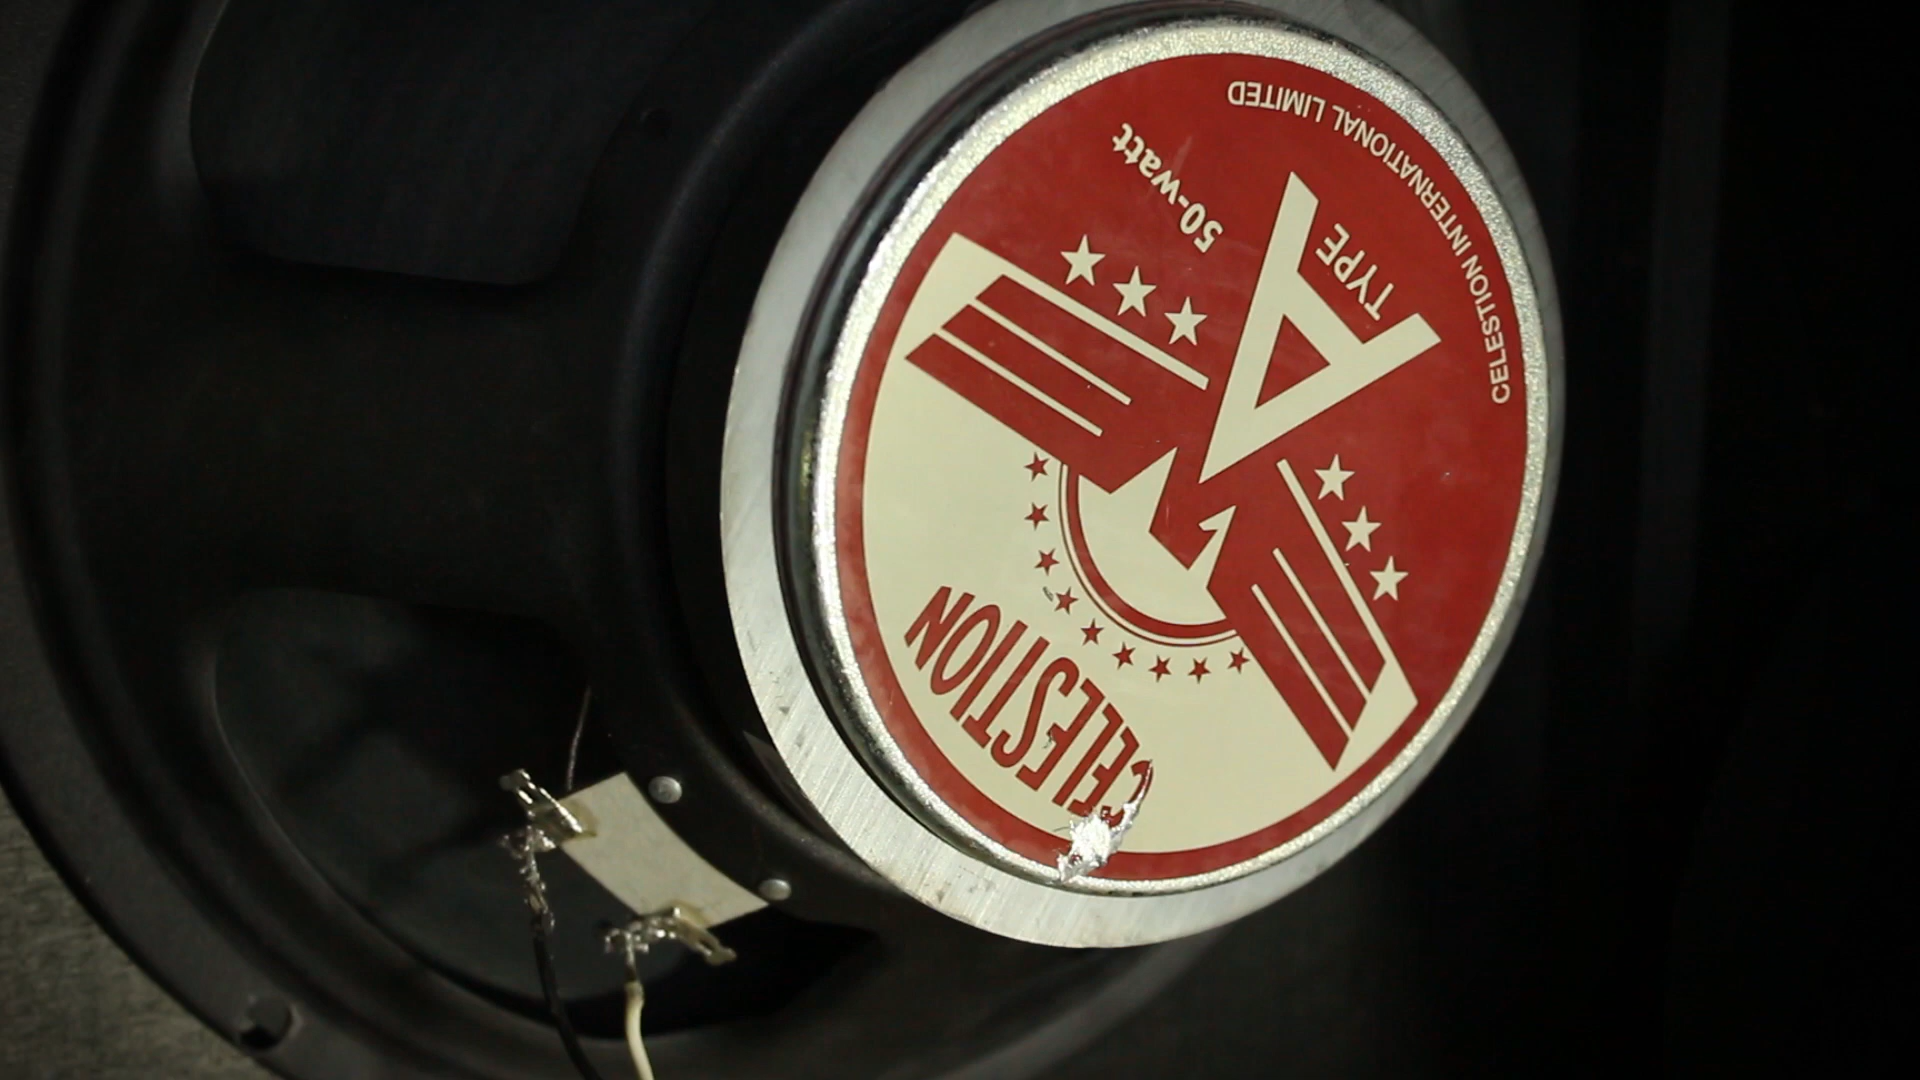 CELESTION
50-watt
A
TYPE
CELESTION INTERNATIONAL LIMITED